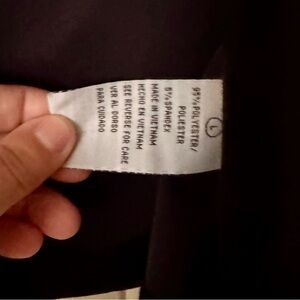 L
95% POLYESTER/
POLIESTER
5% SPANDEX
MADE IN VIETNAM
HECHO EN VIETNAM
SEE REVERSE FOR CARE
VER AL DORSO
PARA CUIDADO